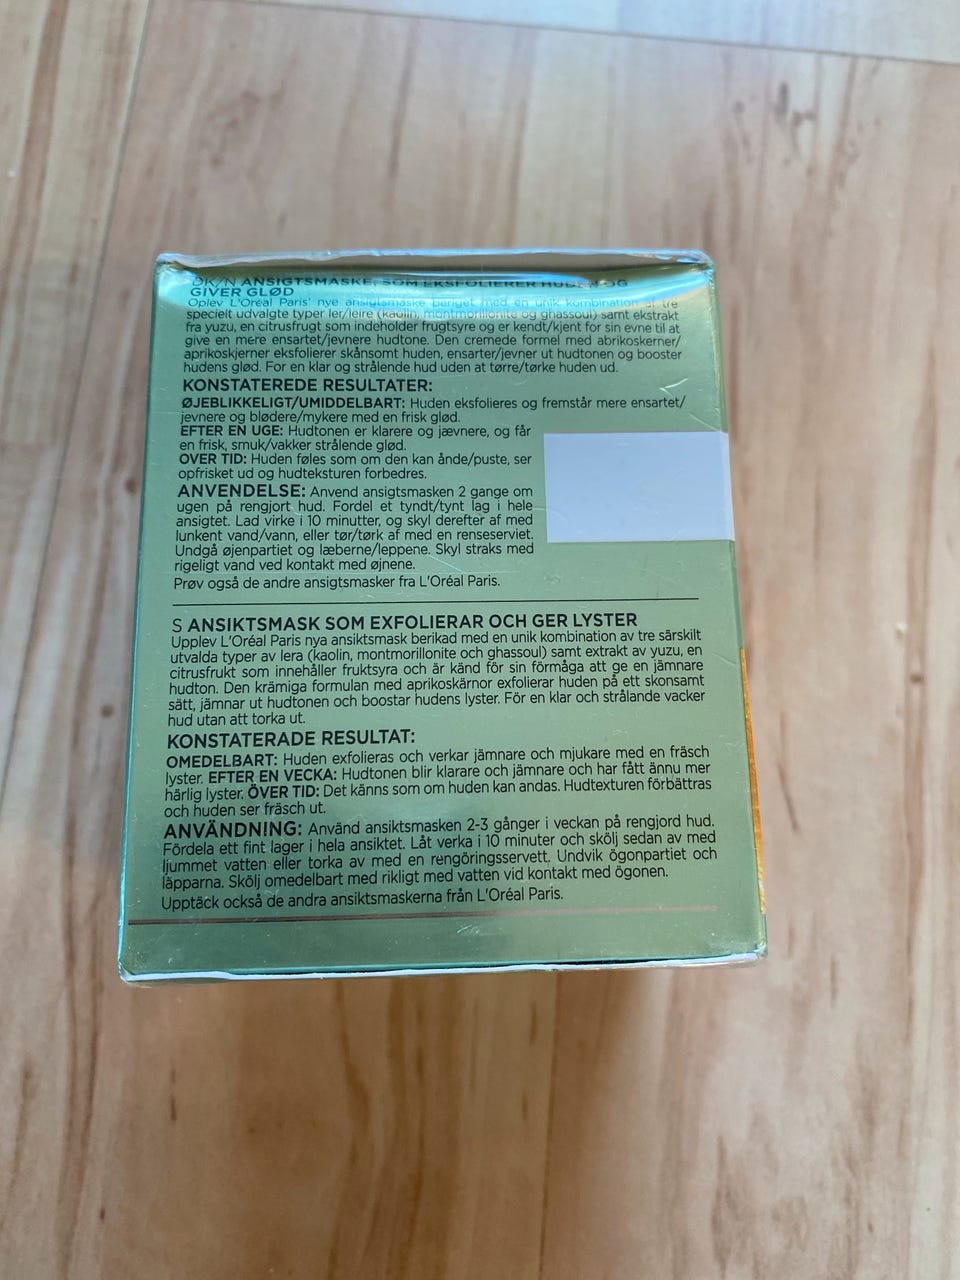 DK/N ANSIGTSMASKE, SOM EKSFOLIERER HUDEN OG
GIVER GLØD
Oplev L'Oréal Paris' nye ansigtsmaske beriget med en unik kombination af tre
specielt udvalgte typer ler/leire (kaolin, montmorillonite og ghassoul) samt ekstrakt
fra yuzu, en citrusfrugt som indeholder frugtsyre og er kendt/kjent for sin evne til at
give en mere ensartet/jevnere hudtone. Den cremede formel med abrikoskerner/
aprikoskjerner eksfolierer skånsomt huden, ensarter/jevner ut hudtonen og booster
hudens glød. For en klar og strålende hud uden at tørre/tørke huden ud.
KONSTATEREDE RESULTATER:
ØJEBLIKKELIGT/UMIDDELBART: Huden eksfolieres og fremstår mere ensartet/
jevnere og blødere/mykere med en frisk glød.
EFTER EN UGE: Hudtonen er klarere og jævnere, og får
en frisk, smuk/vakker strålende glød.
OVER TID: Huden føles som om den kan ånde/puste, ser
opfrisket ud og hudteksturen forbedres.
ANVENDELSE: Anvend ansigtsmasken 2 gange om
ugen på rengjort hud. Fordel et tyndt/tynt lag i hele
ansigtet. Lad virke i 10 minutter, og skyl derefter af med
lunkent vand/vann, eller tør/tørk af med en renseserviet.
Undgå øjenpartiet og læberne/leppene. Skyl straks med
rigeligt vand ved kontakt med øjnene.
Prøv også de andre ansigtsmasker fra L'Oréal Paris.
S ANSIKTSMASK SOM EXFOLIERAR OCH GER LYSTER
Upplev L'Oréal Paris nya ansiktsmask berikad med en unik kombination av tre särskilt
utvalda typer av lera (kaolin, montmorillonite och ghassoul) samt extrakt av yuzu, en
citrusfrukt som innehåller fruktsyra och är känd för sin förmåga att ge en jämnare
hudton. Den krämiga formulan med aprikoskärnor exfolierar huden på ett skonsamt
sätt, jämnar ut hudtonen och boostar hudens lyster. För en klar och strålande vacker
hud utan att torka ut.
KONSTATERADE RESULTAT:
OMEDELBART: Huden exfolieras och verkar jämnare och mjukare med en fräsch
lyster. EFTER EN VECKA: Hudtonen blir klarare och jämnare och har fått ännu mer
härlig lyster. ÖVER TID: Det känns som om huden kan andas. Hudtexturen förbättras
och huden ser fräsch ut.
ANVÄNDNING: Använd ansiktsmasken 2-3 gånger i veckan på rengjord hud.
Fördela ett fint lager i hela ansiktet. Låt verka i 10 minuter och skölj sedan av med
ljummet vatten eller torka av med en rengöringsservett. Undvik ögonpartiet och
läpparna. Skölj omedelbart med rikligt med vatten vid kontakt med ögonen.
Upptäck också de andra ansiktsmaskerna från L'Oréal Paris.